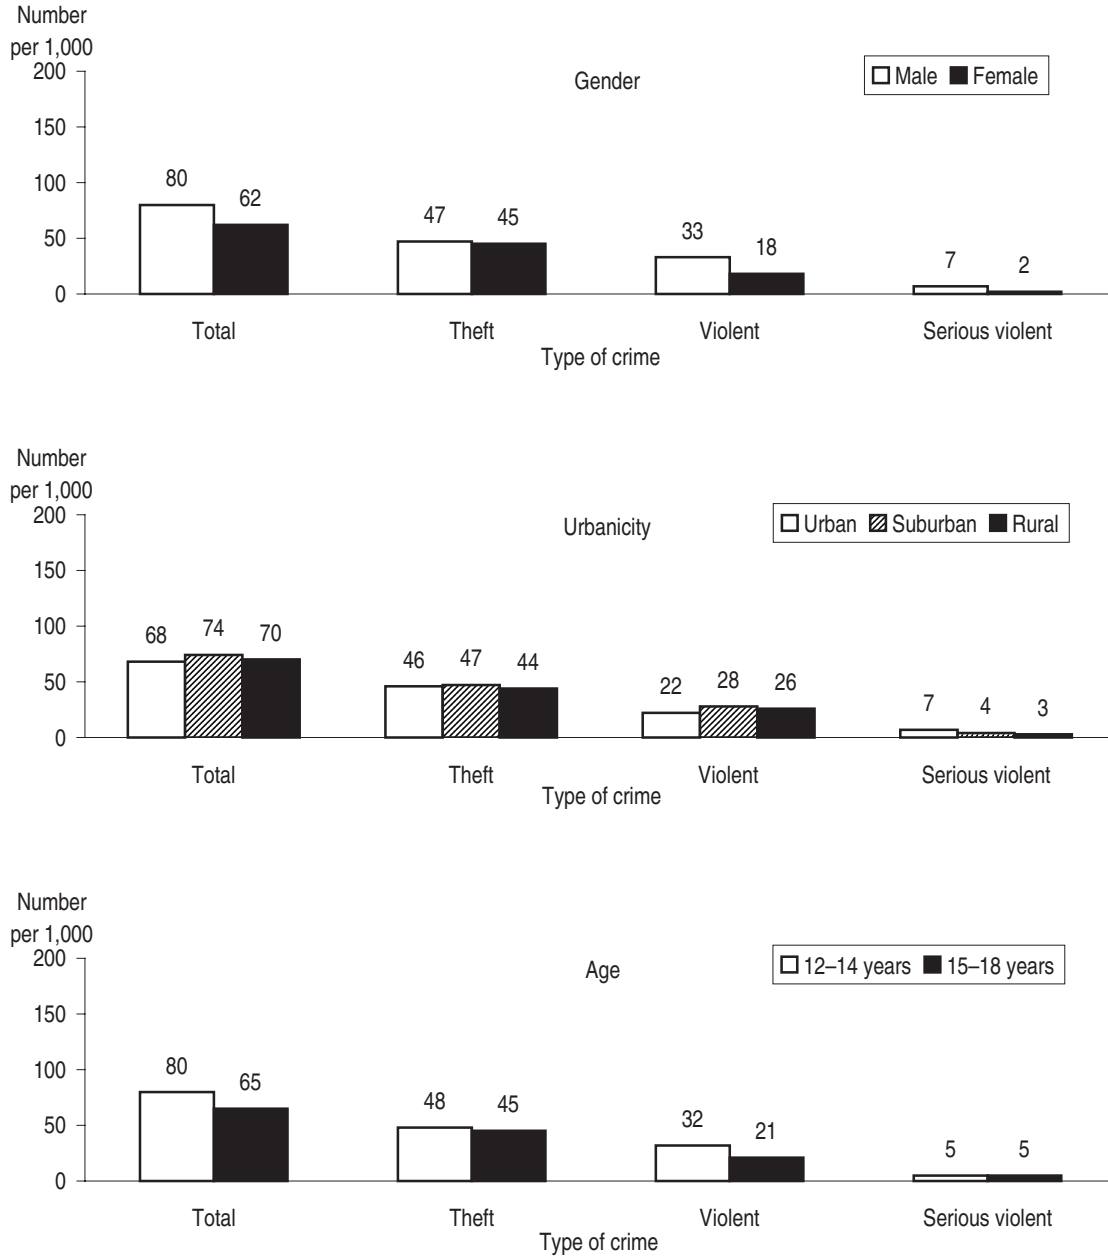 Number
per 1,000
Gender
Male Female
200
150
100
50
0
80 62 47 45 33 18 7 2
Total Theft Violent Serious violent
Type of crime
Number
per 1,000
Urbanicity
Urban Suburban Rural
200
150
100
50
0
68 74 70 46 47 44 22 28 26 7 4 3
Total Theft Violent Serious violent
Type of crime
Number
per 1,000
Age
12–14 years 15–18 years
200
150
100
50
0
80 65 48 45 32 21 5 5
Total Theft Violent Serious violent
Type of crime